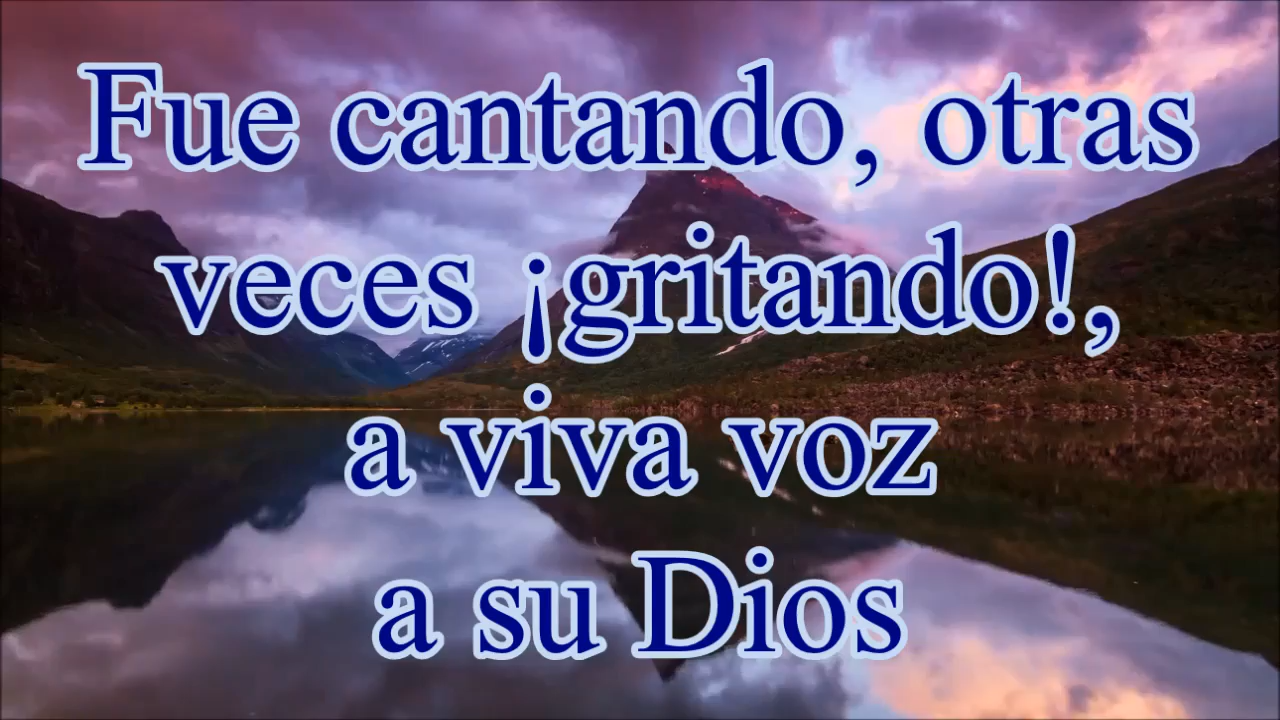 Fue cantando, otras
veces ¡gritando!,
a viva voz
a su Dios